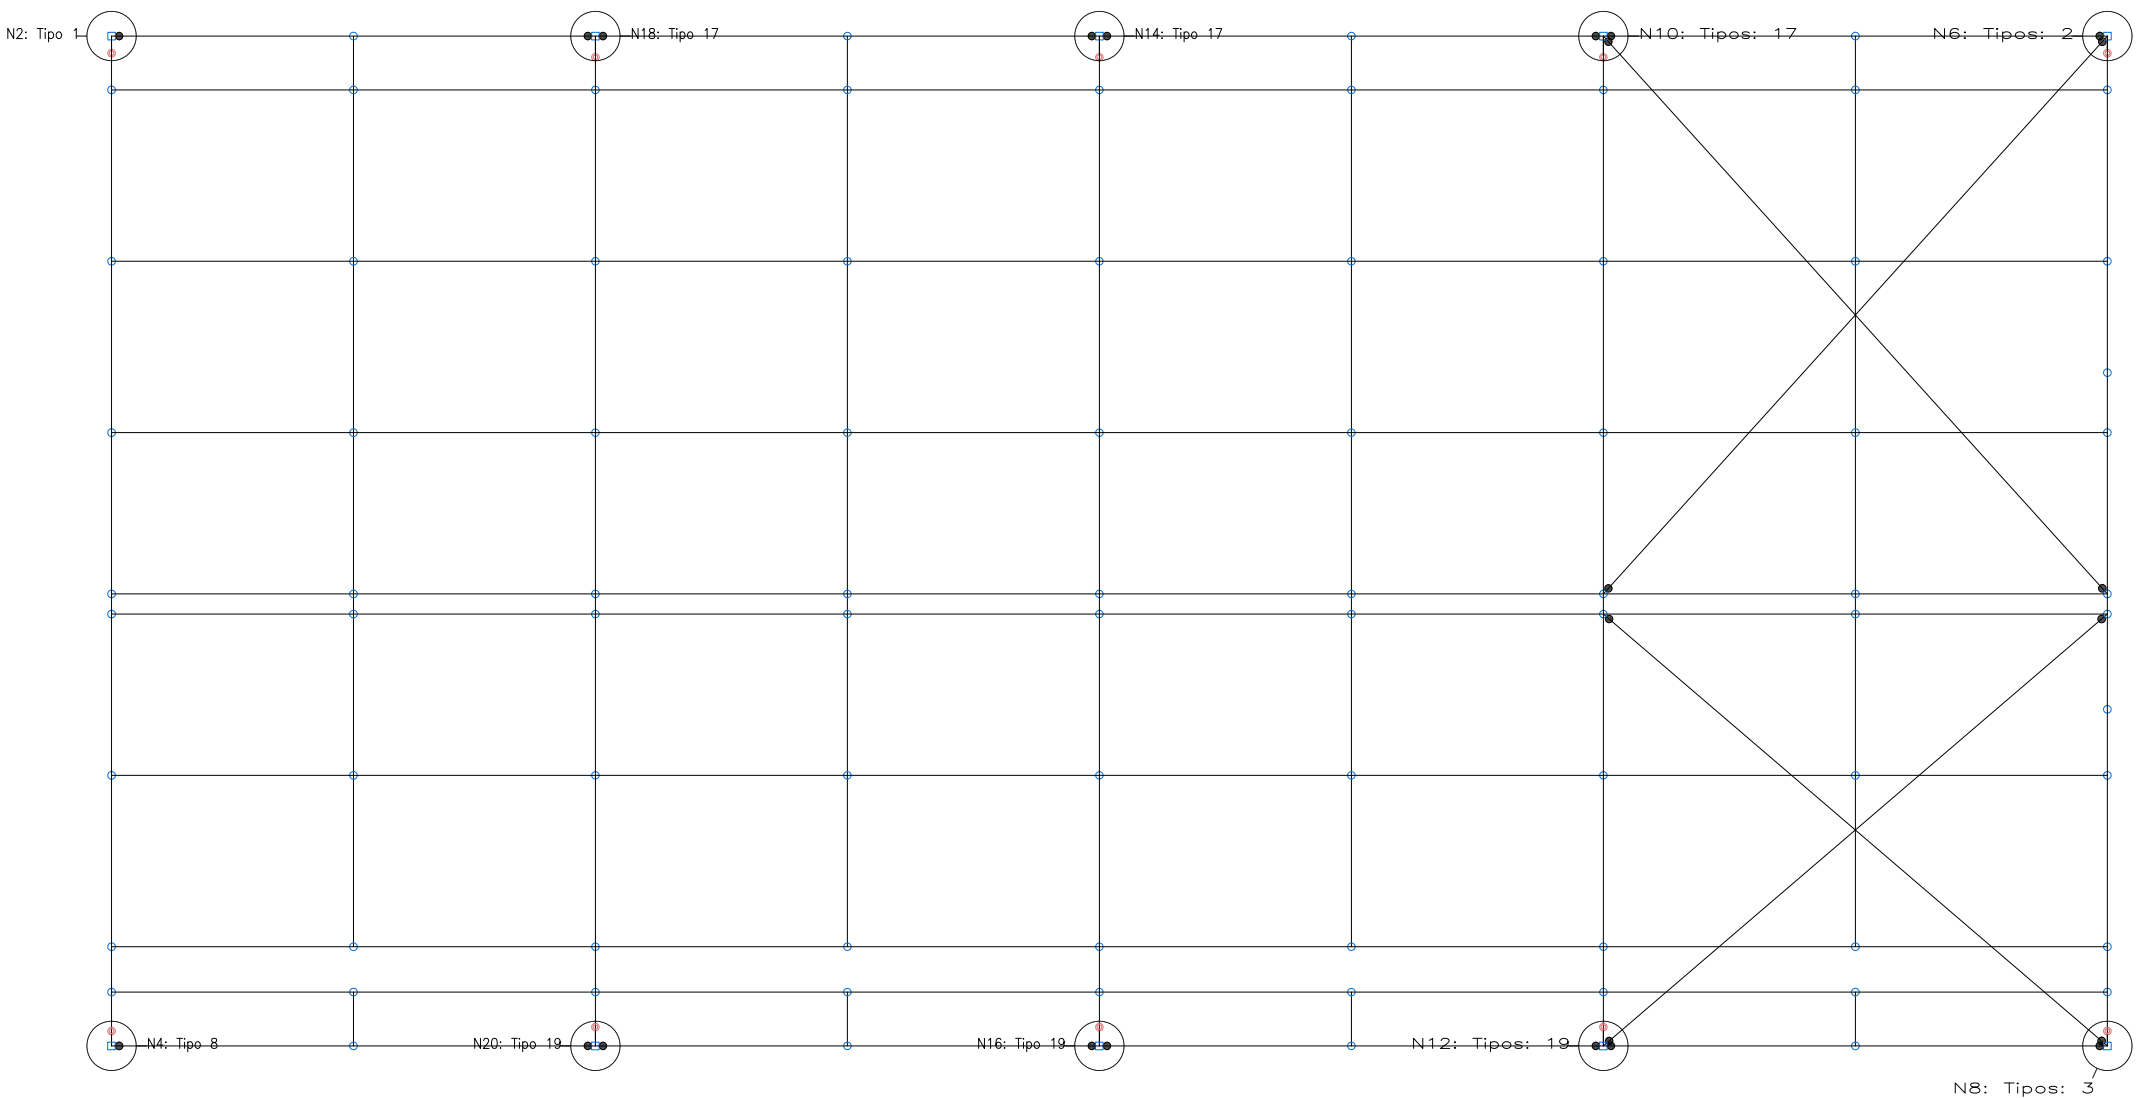 N2: Tipo 1
N18: Tipo 17
N14: Tipo 17
N10: Tipos: 17
N6: Tipos: 2
N4: Tipo 8
N20: Tipo 19
N16: Tipo 19
N12: Tipos: 19
N8: Tipos: 3